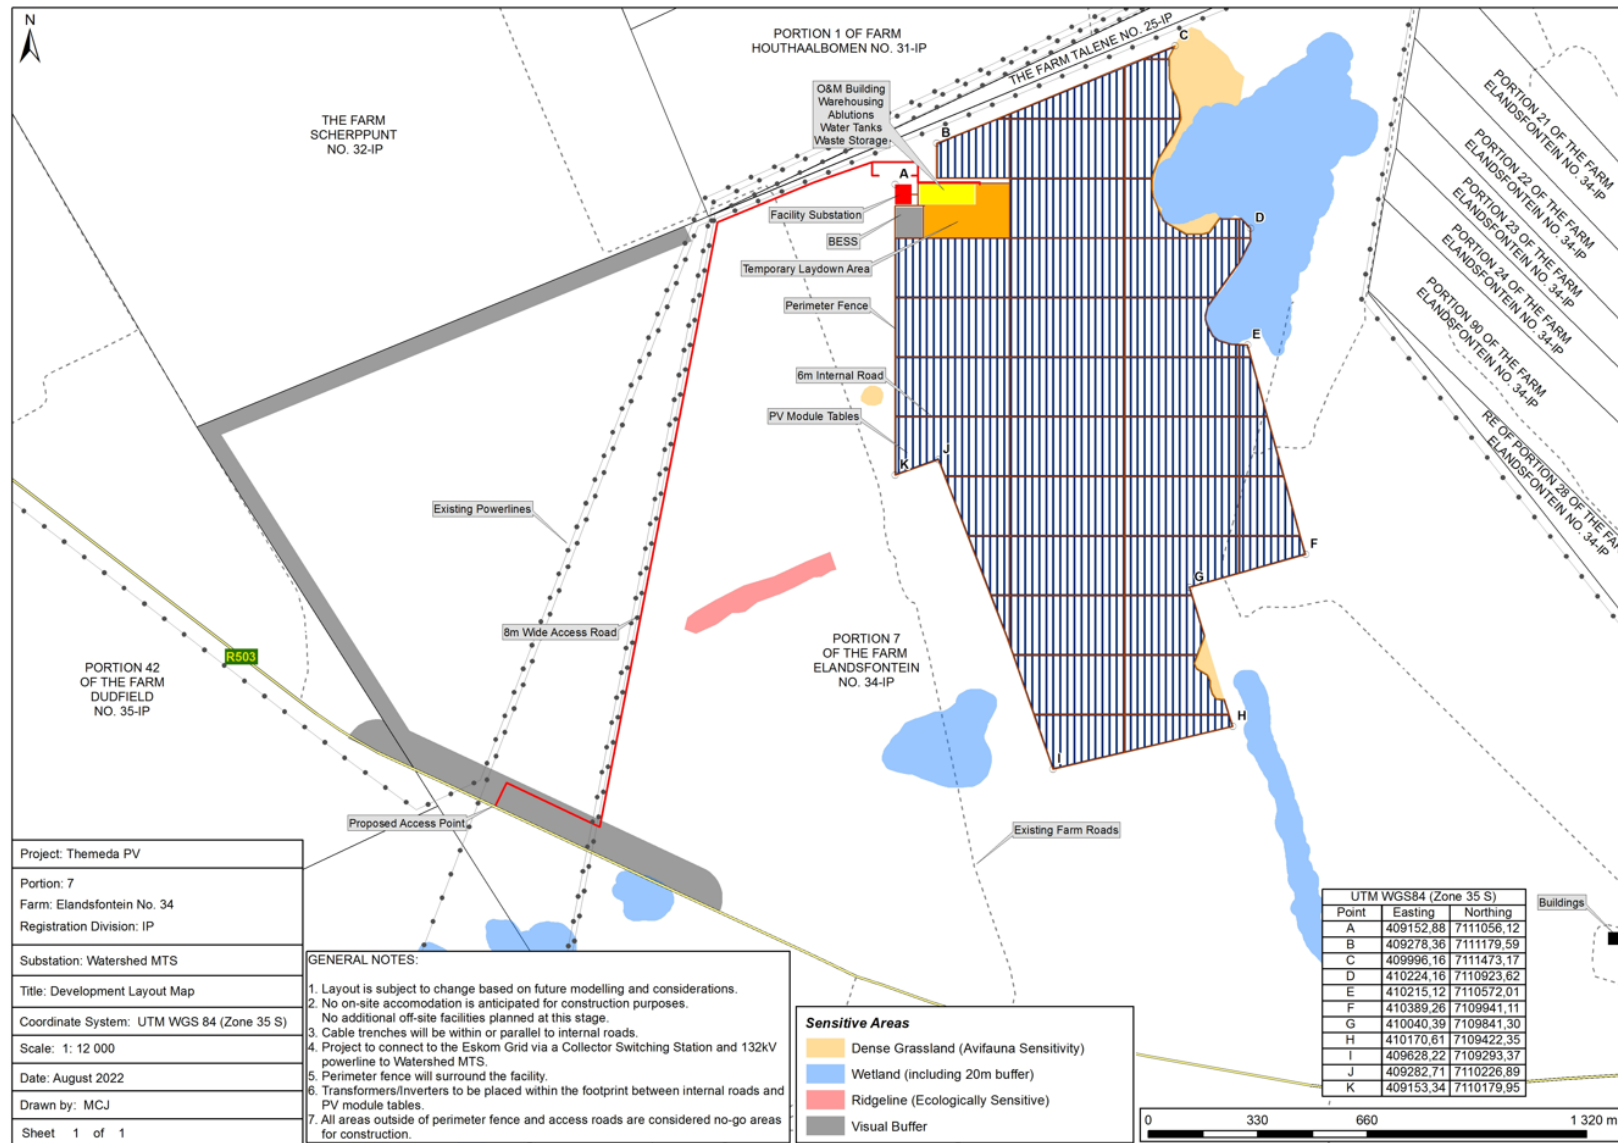 N
PORTION 1 OF FARM
HOUTHAALBOMEN NO. 31-IP
THE FARM TALENE NO. 25-IP
C
THE FARM
SCHERPPUNT
NO. 32-IP
O&M Building
Warehousing
Ablutions
Water Tanks
Waste Storage
B
A
Facility Substation
BESS
Temporary Laydown Area
Perimeter Fence
6m Internal Road
PV Module Tables
D
E
K
J
F
G
H
I
PORTION 21 OF THE FARM
ELANDSFONTEIN NO. 34-IP
PORTION 22 OF THE FARM
ELANDSFONTEIN NO. 34-IP
PORTION 23 OF THE FARM
ELANDSFONTEIN NO. 34-IP
PORTION 24 OF THE FARM
ELANDSFONTEIN NO. 34-IP
PORTION 90 OF THE FARM
ELANDSFONTEIN NO. 34-IP
RE OF PORTION 28 OF THE
ELANDSFONTEIN NO. 34-IP
Existing Powerlines
8m Wide Access Road
R503
PORTION 42
OF THE FARM
DUDFIELD
NO. 35-IP
PORTION 7
OF THE FARM
ELANDSFONTEIN
NO. 34-IP
Proposed Access Point
Existing Farm Roads
Buildings
Project: Themeda PV
Portion: 7
Farm: Elandsfontein No. 34
Registration Division: IP
Substation: Watershed MTS
Title: Development Layout Map
Coordinate System: UTM WGS 84 (Zone 35 S)
Scale: 1: 12 000
Date: August 2022
Drawn by: MCJ
Sheet 1 of 1
GENERAL NOTES:
1. Layout is subject to change based on future modelling and considerations.
2. No on-site accomodation is anticipated for construction purposes.
No additional off-site facilities planned at this stage.
3. Cable trenches will be within or parallel to internal roads.
4. Project to connect to the Eskom Grid via a Collector Switching Station and 132kV
powerline to Watershed MTS.
5. Perimeter fence will surround the facility.
6. Transformers/Inverters to be placed within the footprint between internal roads and
PV module tables.
7. All areas outside of perimeter fence and access roads are considered no-go areas
for construction.
Sensitive Areas
Dense Grassland (Avifauna Sensitivity)
Wetland (including 20m buffer)
Ridgeline (Ecologically Sensitive)
Visual Buffer
UTM WGS84 (Zone 35 S)
Point Easting Northing
A 409152,88 7111056,12
B 409278,36 7111179,59
C 409996,16 7111473,17
D 410224,16 7110923,62
E 410215,12 7110572,01
F 410389,26 7109941,11
G 410040,39 7109841,30
H 410170,61 7109422,35
I 409628,22 7109293,37
J 409282,71 7110226,89
K 409153,34 7110179,95
0 330 660 1 320 m